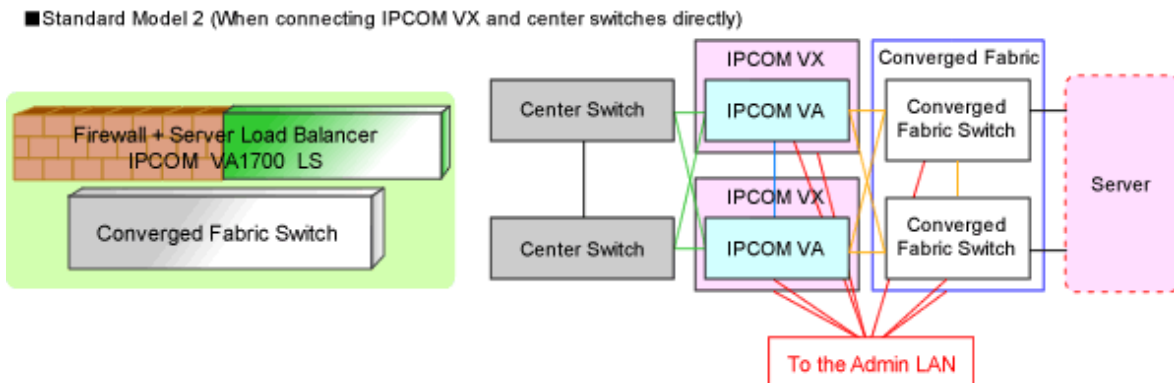 ■Standard Model 2 (When connecting IPCOM VX and center switches directly)
Firewall + Server Load Balancer
IPCOM VA1700 LS
Converged Fabric Switch
Center Switch
Center Switch
IPCOM VX
IPCOM VA
IPCOM VX
IPCOM VA
Converged Fabric
Converged
Fabric Switch
Converged
Fabric Switch
Server
To the Admin LAN